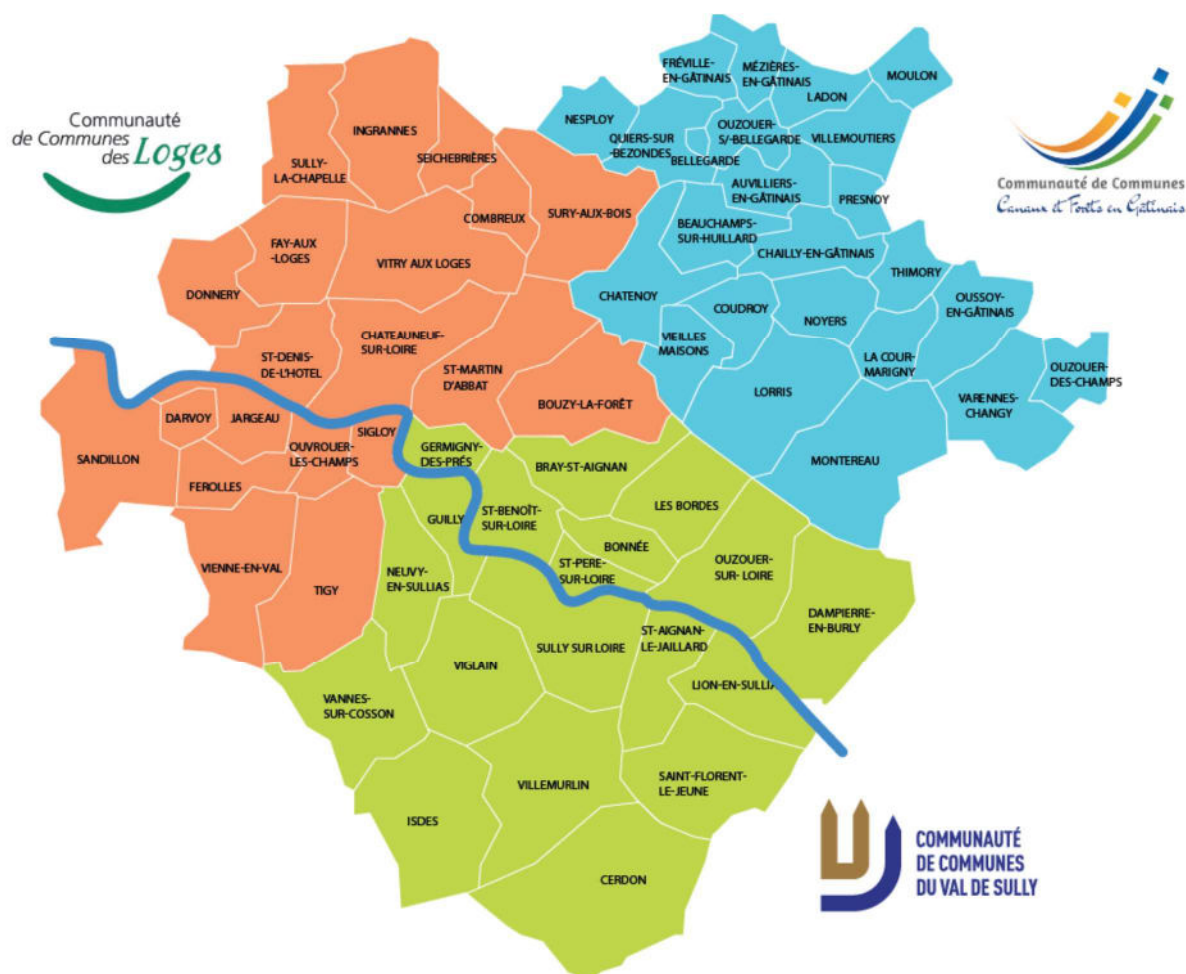 Communauté
de Communes
des Loges
Communauté de Communes
Canaux et Forêts en Gâtinais
FRÉVILLE-
EN-GÂTINAIS
MÉZIÈRES-
EN-GÂTINAIS
LADON
MOULON
NESPLOY
QUIERS-SUR
-BEZONDES
BELLEGARDE
OUZOUER-
S/-BELLEGARDE
VILLEMOUTIERS
AUVILLIERS-
EN-GÂTINAIS
PRESNOY
BEAUCHAMPS-
SUR-HUILLARD
CHAILLY-EN-GÂTINAIS
THIMORY
CHATENOY
COUDROY
NOYERS
OUSSOY-
EN-GÂTINAIS
VIEILLES
MAISONS
LA COUR-
MARIGNY
OUZOUER-
DES-CHAMPS
LORRIS
VARENNES-
CHANGY
MONTEREAU
INGRANNES
SULLY-
LA-CHAPELLE
SEICHEBRIÈRES
COMBREUX
SURY-AUX-BOIS
FAY-AUX
-LOGES
VITRY AUX LOGES
DONNERY
CHATEAUNEUF-
SUR-LOIRE
ST-DENIS-
DE-L'HOTEL
ST-MARTIN
D'ABBAT
BOUZY-LA-FORÊT
DARVOY
JARGEAU
SIGLOY
OUVROUER-
LES-CHAMPS
SANDILLON
FEROLLES
VIENNE-EN-VAL
TIGY
GERMIGNY-
DES-PRÉS
BRAY-ST-AIGNAN
LES BORDES
GUILLY
ST-BENOÎT-
SUR-LOIRE
BONNÉE
ST-PERE-
SUR-LOIRE
OUZOUER-
SUR- LOIRE
NEUVY-
EN-SULLIAS
DAMPIERRE-
EN-BURLY
SULLY SUR LOIRE
ST-AIGNAN-
LE-JAILLARD
VIGLAIN
LION-EN-SULLIA
VANNES-
SUR-COSSON
VILLEMURLIN
SAINT-FLORENT-
LE-JEUNE
ISDES
CERDON
COMMUNAUTÉ
DE COMMUNES
DU VAL DE SULLY